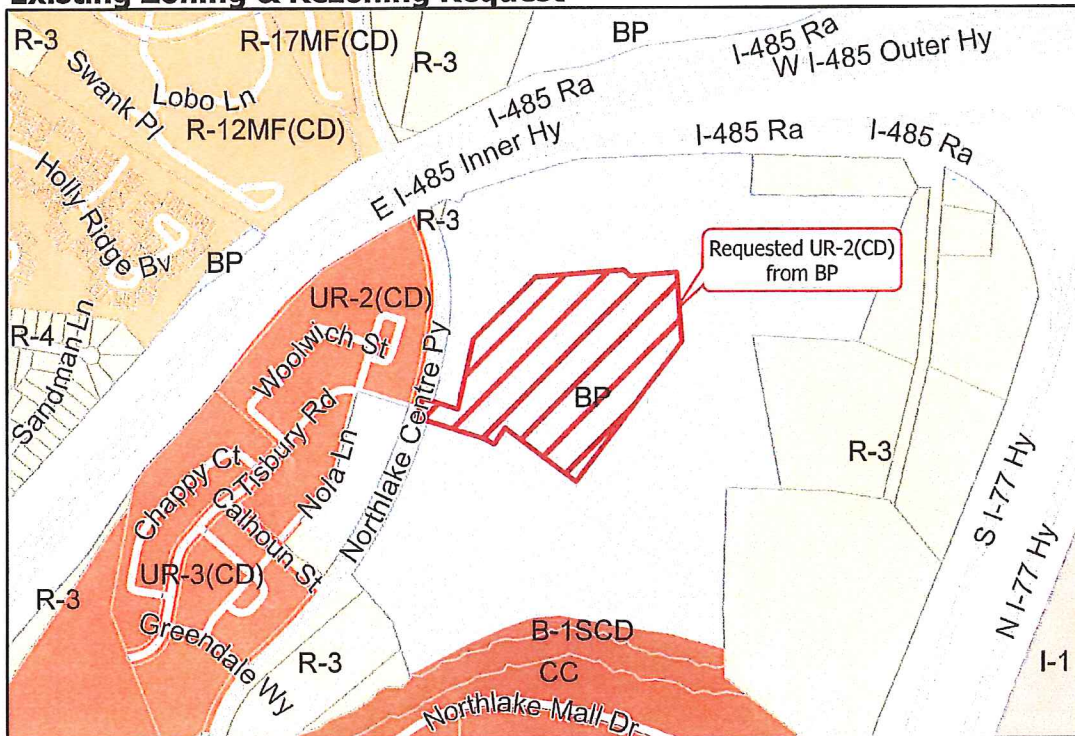 Existing Zoning & Rezoning Request
R-3
R-17MF(CD)
R-3
BP
I-485 Ra
W I-485 Outer Hy
Swank Pl
Lobo Ln
R-12MF(CD)
I-485 Ra
E I-485 Inner Hy
I-485 Ra
I-485 Ra
Holly Ridge Bv
BP
R-3
Requested UR-2(CD)
from BP
UR-2(CD)
R-4
Sandman Ln
Woolwich St
Northlake Centre Py
BP
Tisbury Rd
Nola Ln
Chappy Ct
Calhoun St
R-3
S I-77 Hy
N I-77 Hy
UR-3(CD)
R-3
Greendale Wy
R-3
B-1SCD
CC
Northlake Mall Dr
I-1